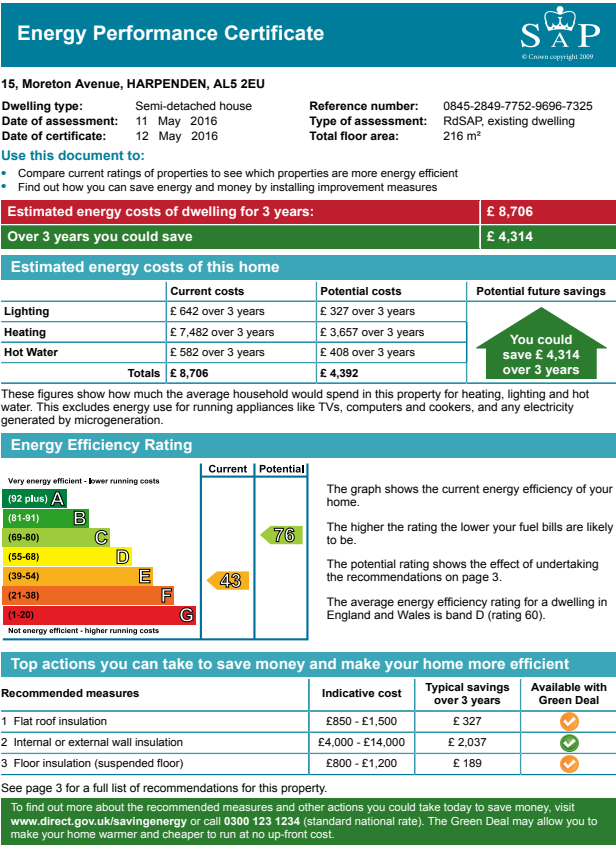 Energy Performance Certificate
SAP
© Crown copyright 2009
15, Moreton Avenue, HARPENDEN, AL5 2EU
Dwelling type: Semi-detached house
Date of assessment: 11 May 2016
Date of certificate: 12 May 2016
Reference number: 0845-2849-7752-9696-7325
Type of assessment: RdSAP, existing dwelling
Total floor area: 216 m²
Use this document to:
• Compare current ratings of properties to see which properties are more energy efficient
• Find out how you can save energy and money by installing improvement measures
Estimated energy costs of dwelling for 3 years: £ 8,706
Over 3 years you could save £ 4,314
Estimated energy costs of this home
Current costs Potential costs Potential future savings
Lighting £ 642 over 3 years £ 327 over 3 years
Heating £ 7,482 over 3 years £ 3,657 over 3 years
Hot Water £ 582 over 3 years £ 408 over 3 years
Totals £ 8,706 £ 4,392
You could
save £ 4,314
over 3 years
These figures show how much the average household would spend in this property for heating, lighting and hot
water. This excludes energy use for running appliances like TVs, computers and cookers, and any electricity
generated by microgeneration.
Energy Efficiency Rating
Current Potential
Very energy efficient - lower running costs
(92 plus) A
(81-91) B
(69-80) C
(55-68) D
(39-54) E
(21-38) F
(1-20) G
Not energy efficient - higher running costs
43
76
The graph shows the current energy efficiency of your
home.
The higher the rating the lower your fuel bills are likely
to be.
The potential rating shows the effect of undertaking
the recommendations on page 3.
The average energy efficiency rating for a dwelling in
England and Wales is band D (rating 60).
Top actions you can take to save money and make your home more efficient
Recommended measures Indicative cost Typical savings over 3 years Available with Green Deal
1 Flat roof insulation £850 - £1,500 £ 327
2 Internal or external wall insulation £4,000 - £14,000 £ 2,037
3 Floor insulation (suspended floor) £800 - £1,200 £ 189
See page 3 for a full list of recommendations for this property.
To find out more about the recommended measures and other actions you could take today to save money, visit
www.direct.gov.uk/savingenergy or call 0300 123 1234 (standard national rate). The Green Deal may allow you to
make your home warmer and cheaper to run at no up-front cost.